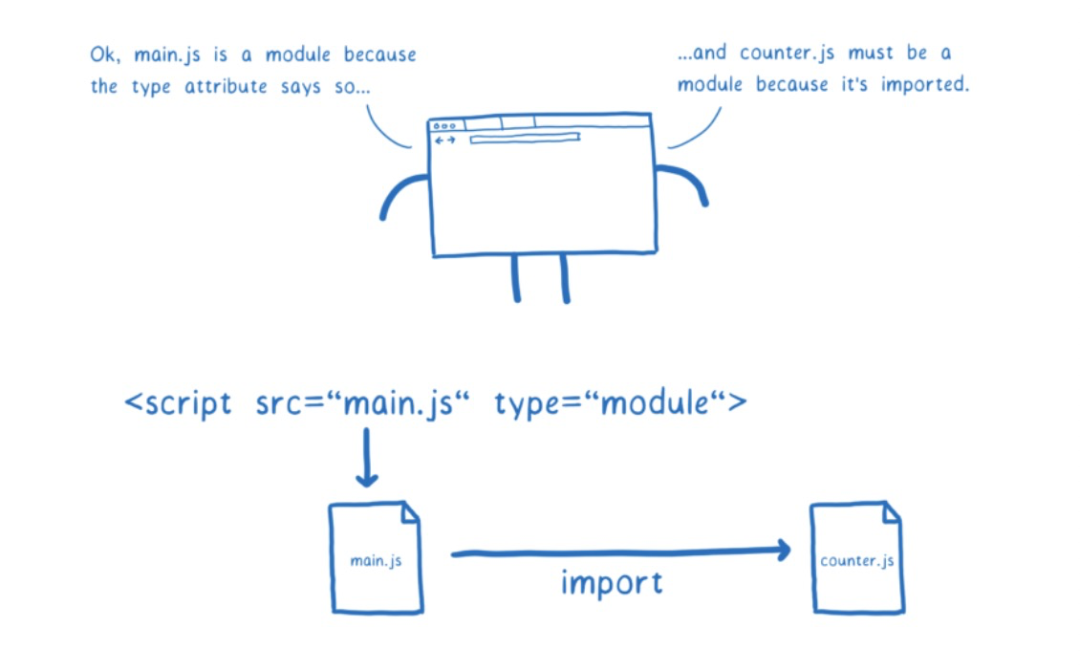 Ok, main.js is a module because
the type attribute says so...
...and counter.js must be a
module because it's imported.
<script src=“main.js“ type=“module“>
main.js
import
counter.js